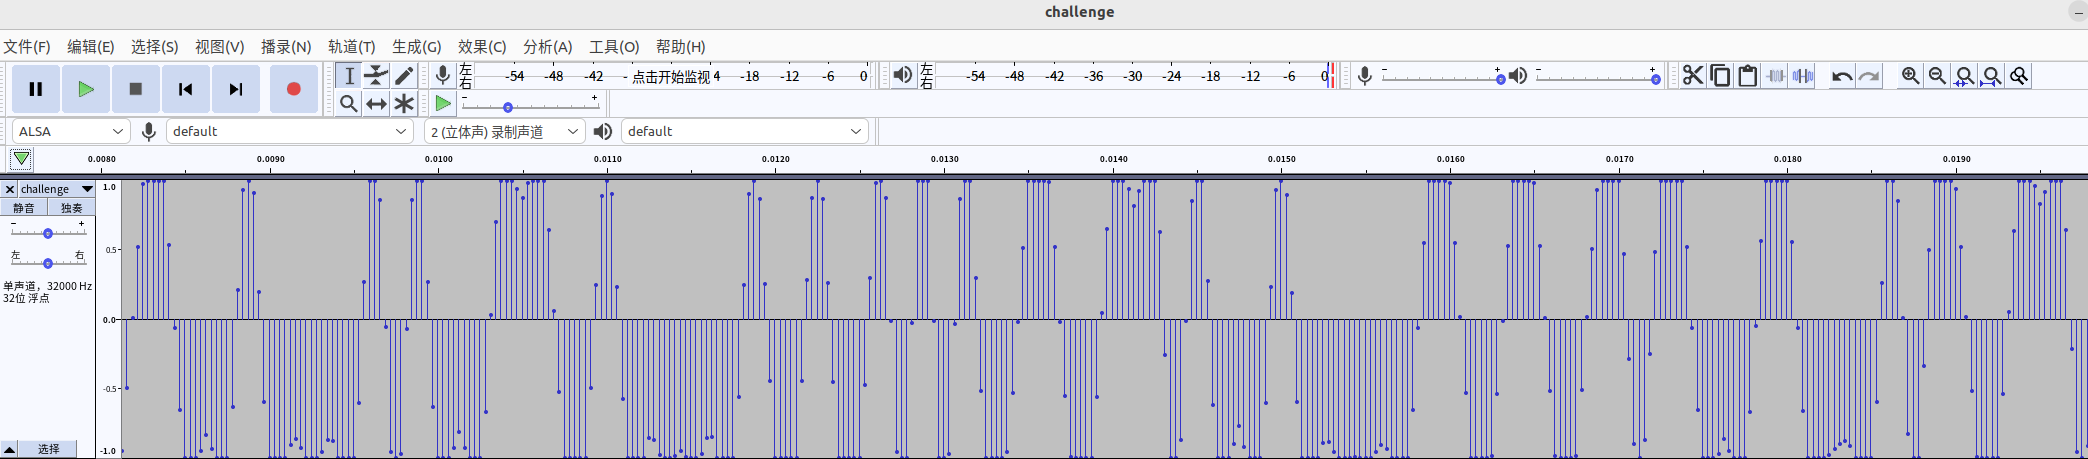 challenge
文件(F) 编辑(E) 选择(S) 视图(V) 播录(N) 轨道(T) 生成(G) 效果(C) 分析(A) 工具(O) 帮助(H)
左 右 -54 -48 -42 - 点击开始监视 4 -18 -12 -6 0
左 右 -54 -48 -42 -36 -30 -24 -18 -12 -6 0
- + - +
- +
ALSA default 2 (立体声) 录制声道 default
0.0080 0.0090 0.0100 0.0110 0.0120 0.0130 0.0140 0.0150 0.0160 0.0170 0.0180 0.0190
challenge 1.0
静音 独奏
- +
0.5
左 右
单声道, 32000 Hz
32位 浮点
0.0
-0.5
选择 -1.0